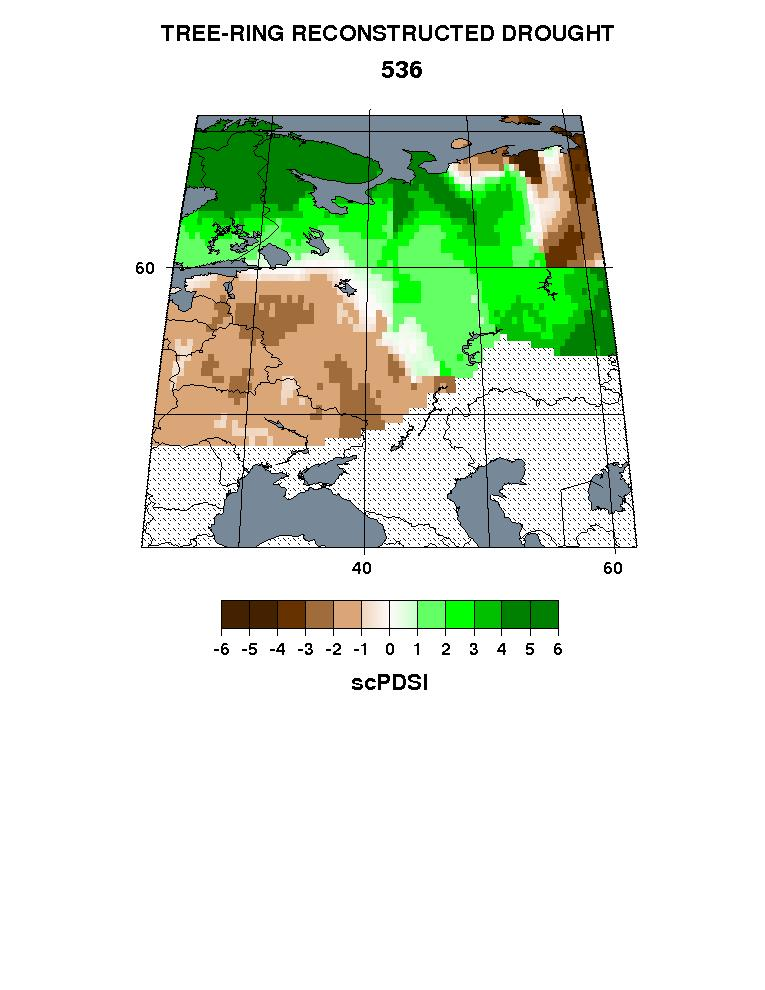 TREE-RING RECONSTRUCTED DROUGHT
536
60
40 60
-6 -5 -4 -3 -2 -1 0 1 2 3 4 5 6
scPDSI